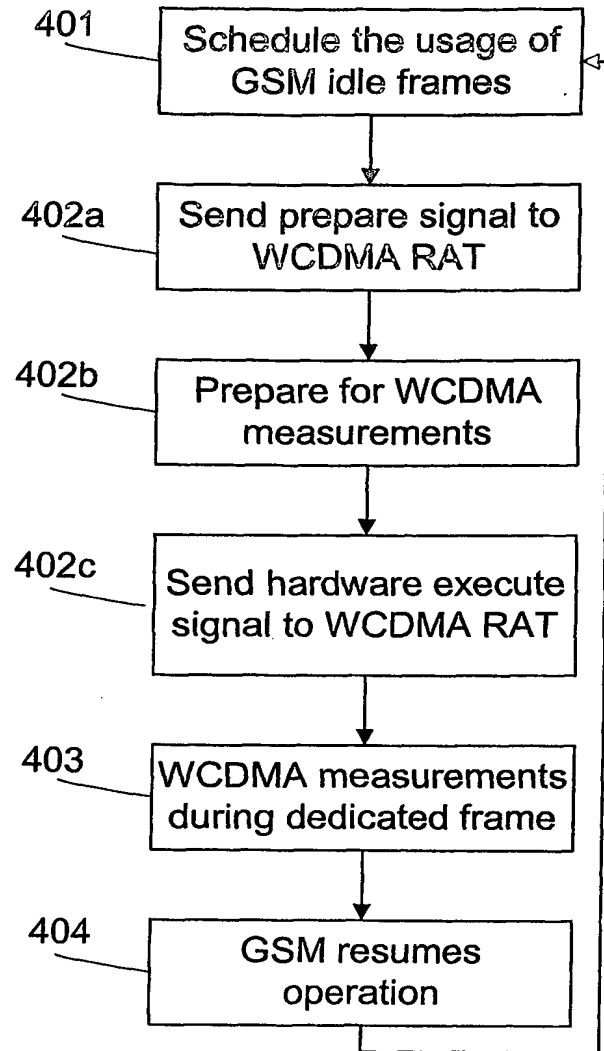 401
Schedule the usage of
GSM idle frames
402a
Send prepare signal to
WCDMA RAT
402b
Prepare for WCDMA
measurements
402c
Send hardware execute
signal to WCDMA RAT
403
WCDMA measurements
during dedicated frame
404
GSM resumes
operation